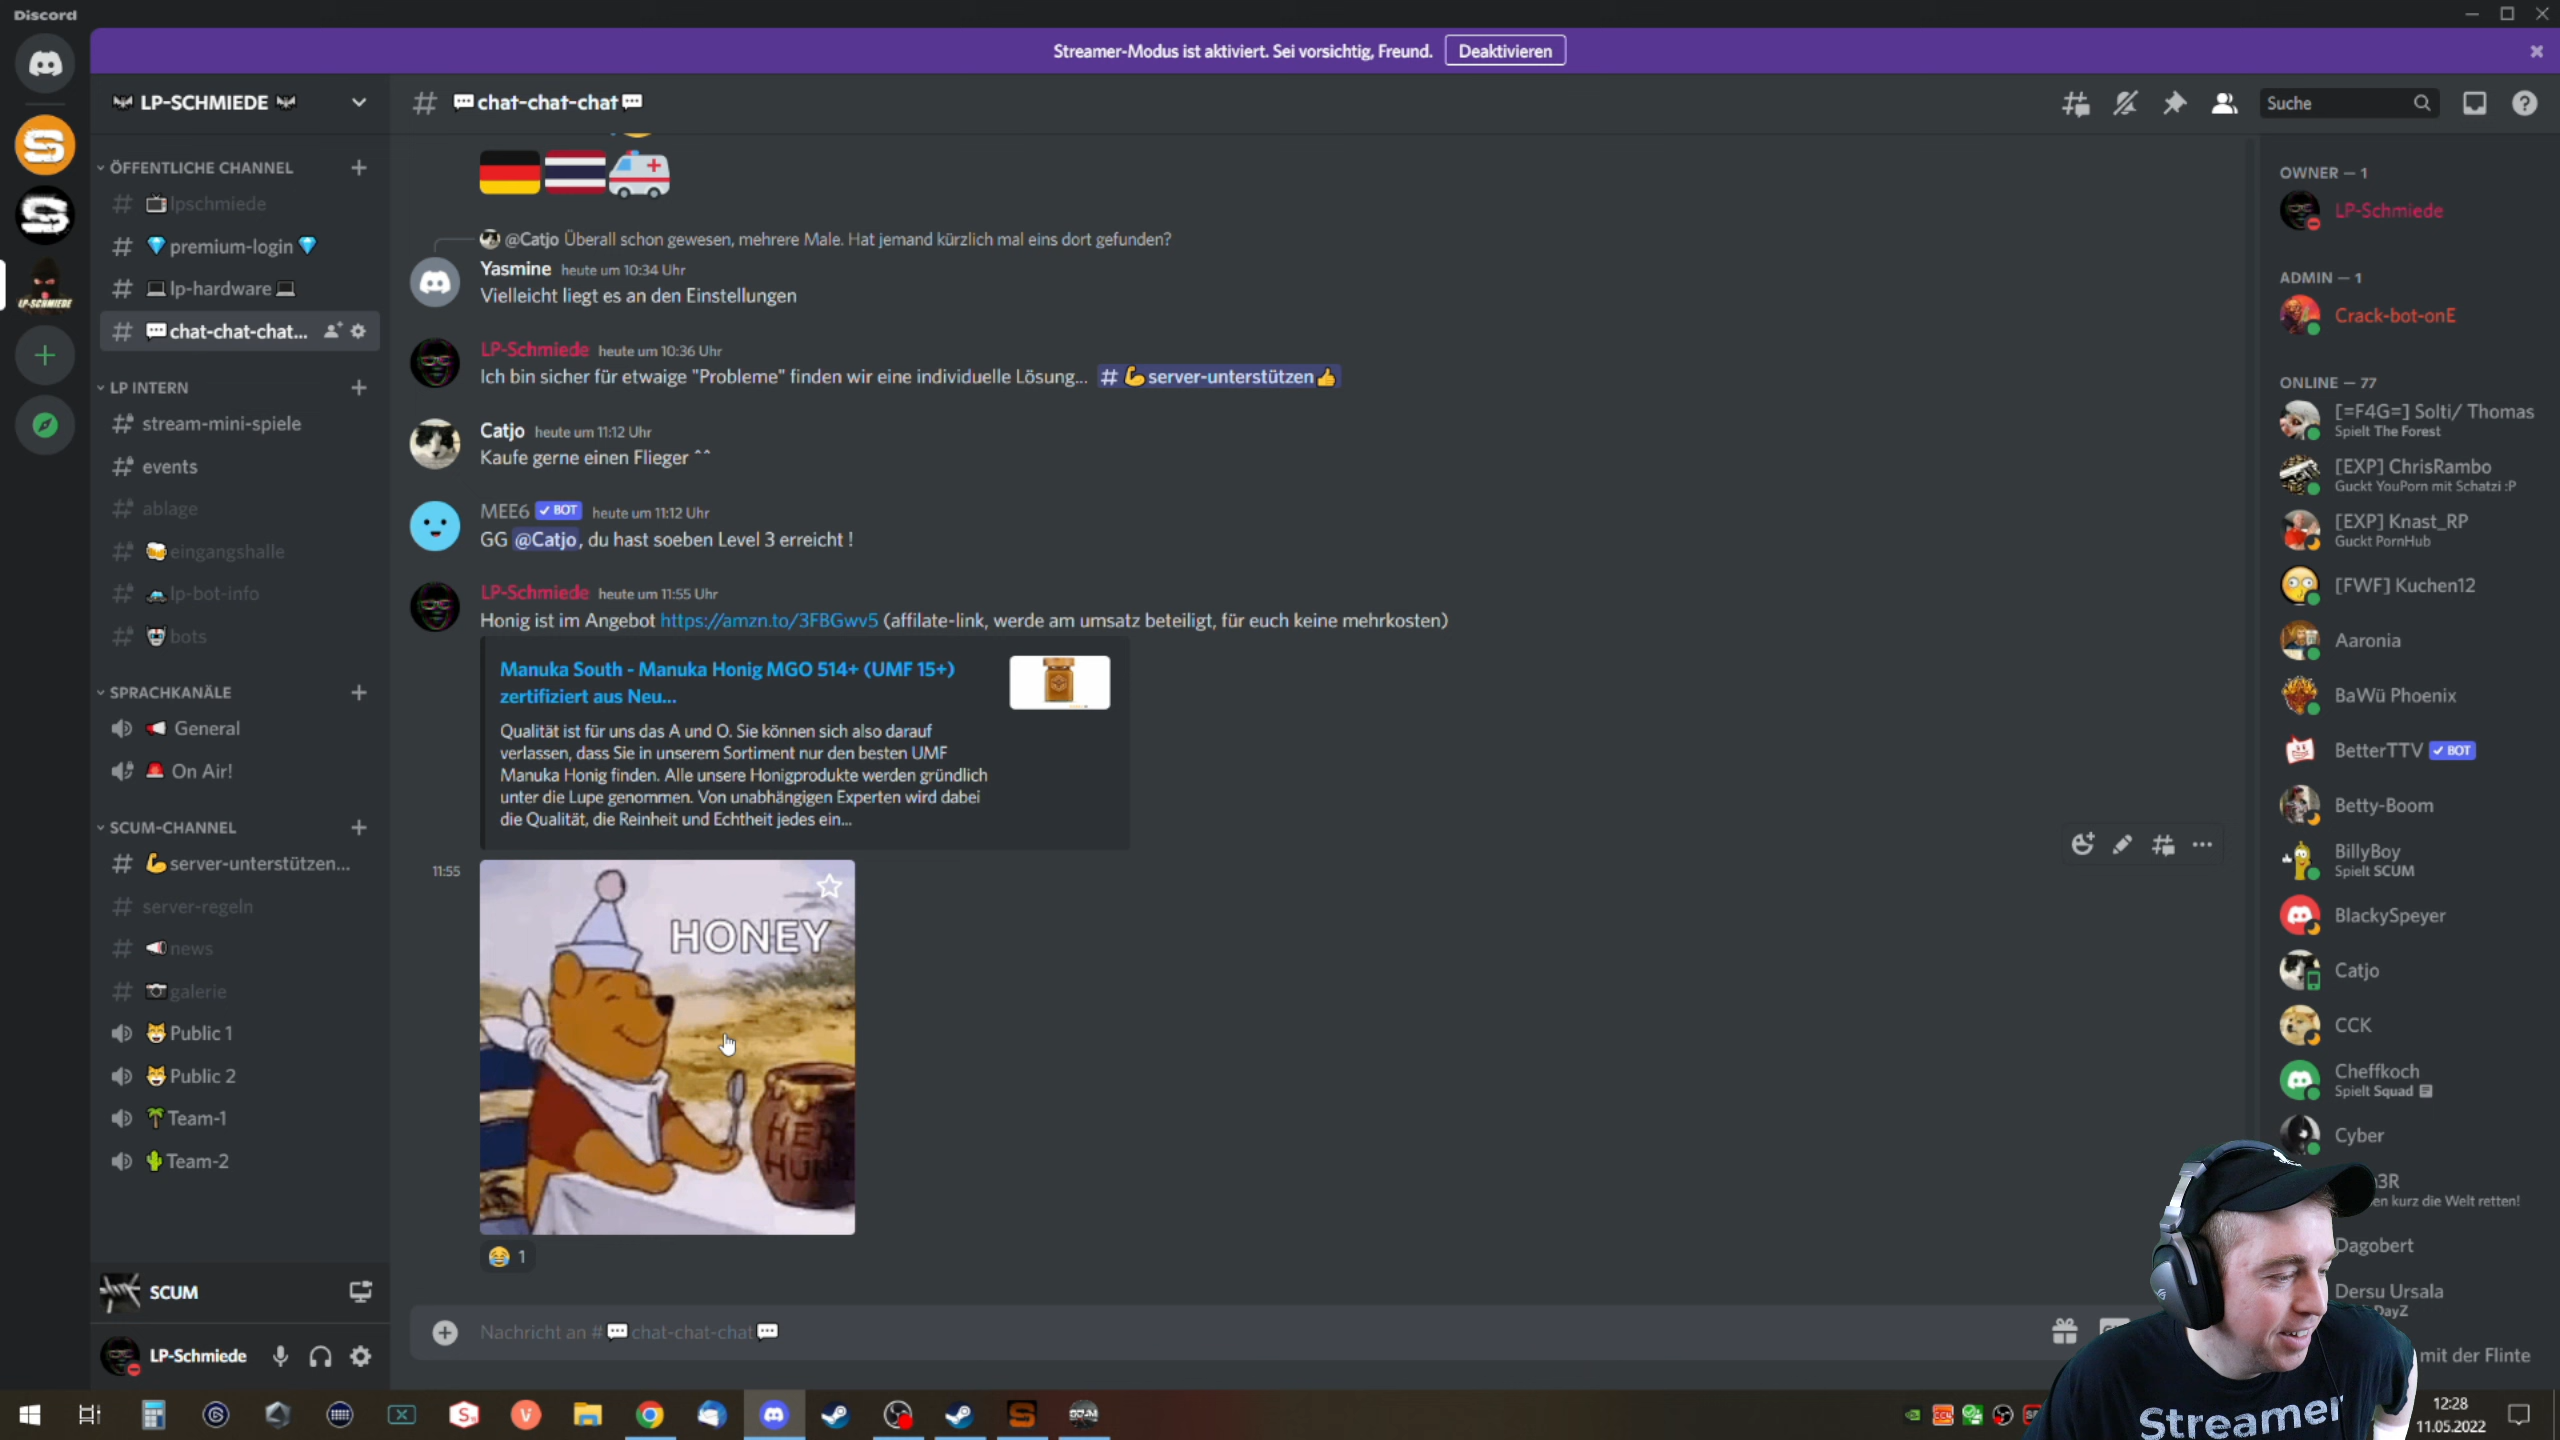 Discord
Streamer-Modus ist aktiviert. Sei vorsichtig, Freund. Deaktivieren
LP-SCHMIEDE
# chat-chat-chat
Suche
ÖFFENTLICHE CHANNEL
lpschmiede
premium-login
lp-hardware
chat-chat-chat...
LP INTERN
stream-mini-spiele
events
ablage
eingangshalle
lp-bot-info
bots
SPRACHKANÄLE
General
On Air!
SCUM-CHANNEL
server-unterstützen...
server-regeln
news
galerie
Public 1
Public 2
Team-1
Team-2
SCUM
LP-Schmiede
@Catjo Überall schon gewesen, mehrere Male. Hat jemand kürzlich mal eins dort gefunden?
Yasmine heute um 10:34 Uhr
Vielleicht liegt es an den Einstellungen
LP-Schmiede heute um 10:36 Uhr
Ich bin sicher für etwaige "Probleme" finden wir eine individuelle Lösung... # 💪server-unterstützen👍
Catjo heute um 11:12 Uhr
Kaufe gerne einen Flieger ^^
MEE6 BOT heute um 11:12 Uhr
GG @Catjo, du hast soeben Level 3 erreicht !
LP-Schmiede heute um 11:55 Uhr
Honig ist im Angebot https://amzn.to/3FBGwv5 (affilate-link, werde am umsatz beteiligt, für euch keine mehrkosten)
Manuka South - Manuka Honig MGO 514+ (UMF 15+)
zertifiziert aus Neu...
Qualität ist für uns das A und O. Sie können sich also darauf
verlassen, dass Sie in unserem Sortiment nur den besten UMF
Manuka Honig finden. Alle unsere Honigprodukte werden gründlich
unter die Lupe genommen. Von unabhängigen Experten wird dabei
die Qualität, die Reinheit und Echtheit jedes ein...
11:55
HONEY
HER
HUN
1
Nachricht an # chat-chat-chat
OWNER — 1
LP-Schmiede
ADMIN — 1
Crack-bot-onE
ONLINE — 77
[=F4G=] Solti/ Thomas
Spielt The Forest
[EXP] ChrisRambo
Guckt YouPorn mit Schatzi :P
[EXP] Knast_RP
Guckt PornHub
[FWF] Kuchen12
Aaronia
BaWü Phoenix
BetterTTV BOT
Betty-Boom
BillyBoy
Spielt SCUM
BlackySpeyer
Catjo
CCK
Cheffkoch
Spielt Squad
Cyber
3R
en kurz die Welt retten!
Dagobert
Dersu Ursala
DayZ
mit der Flinte
Streamer
12:28
11.05.2022